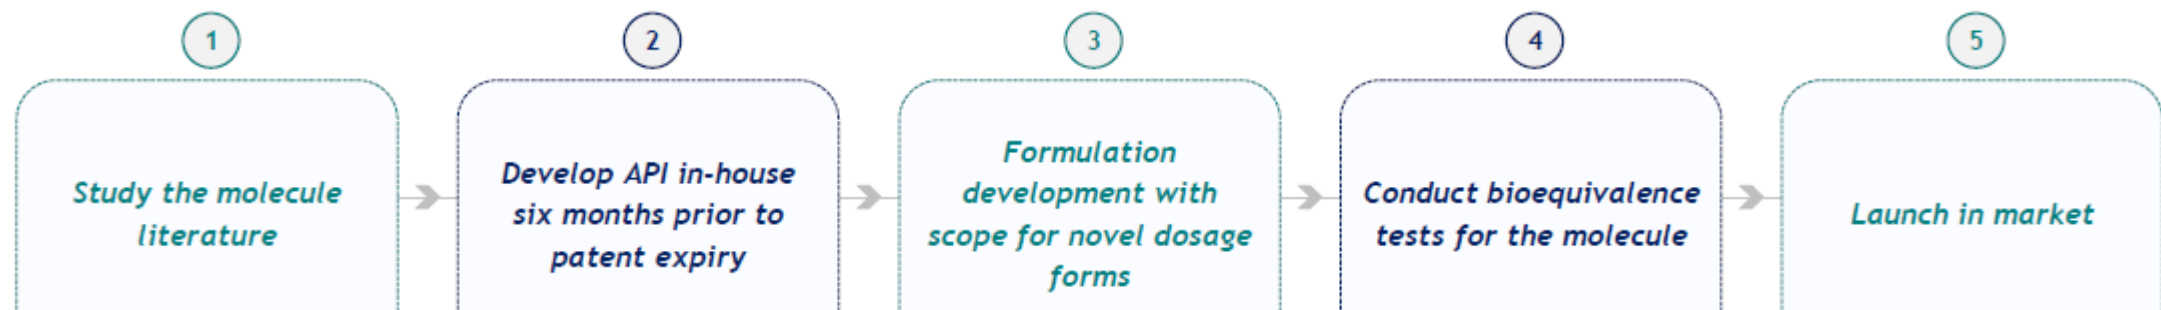 1
Study the molecule
literature
2
Develop API in-house
six months prior to
patent expiry
3
Formulation
development with
scope for novel dosage
forms
4
Conduct bioequivalence
tests for the molecule
5
Launch in market